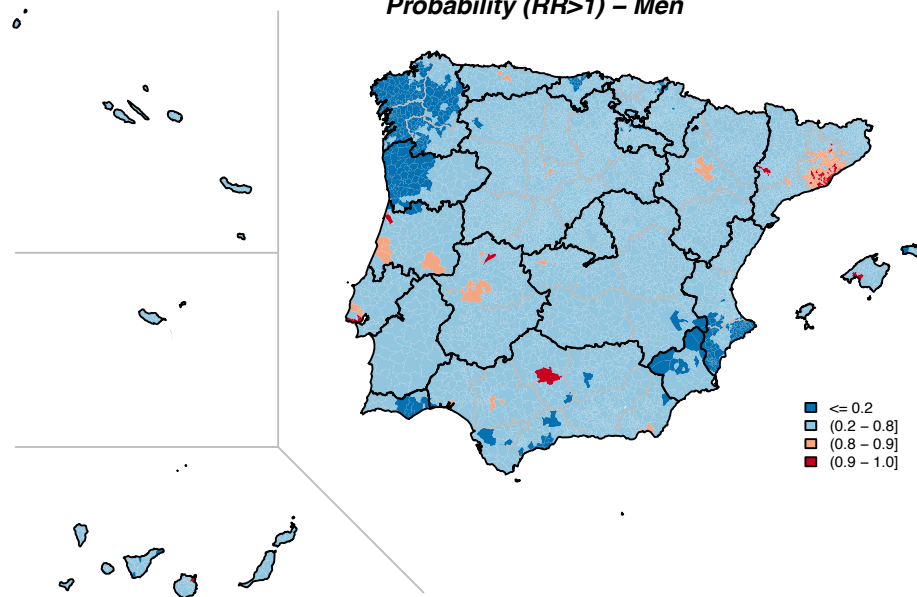 Probability (RR>1) – Men
<= 0.2
(0.2 – 0.8]
(0.8 – 0.9]
(0.9 – 1.0]